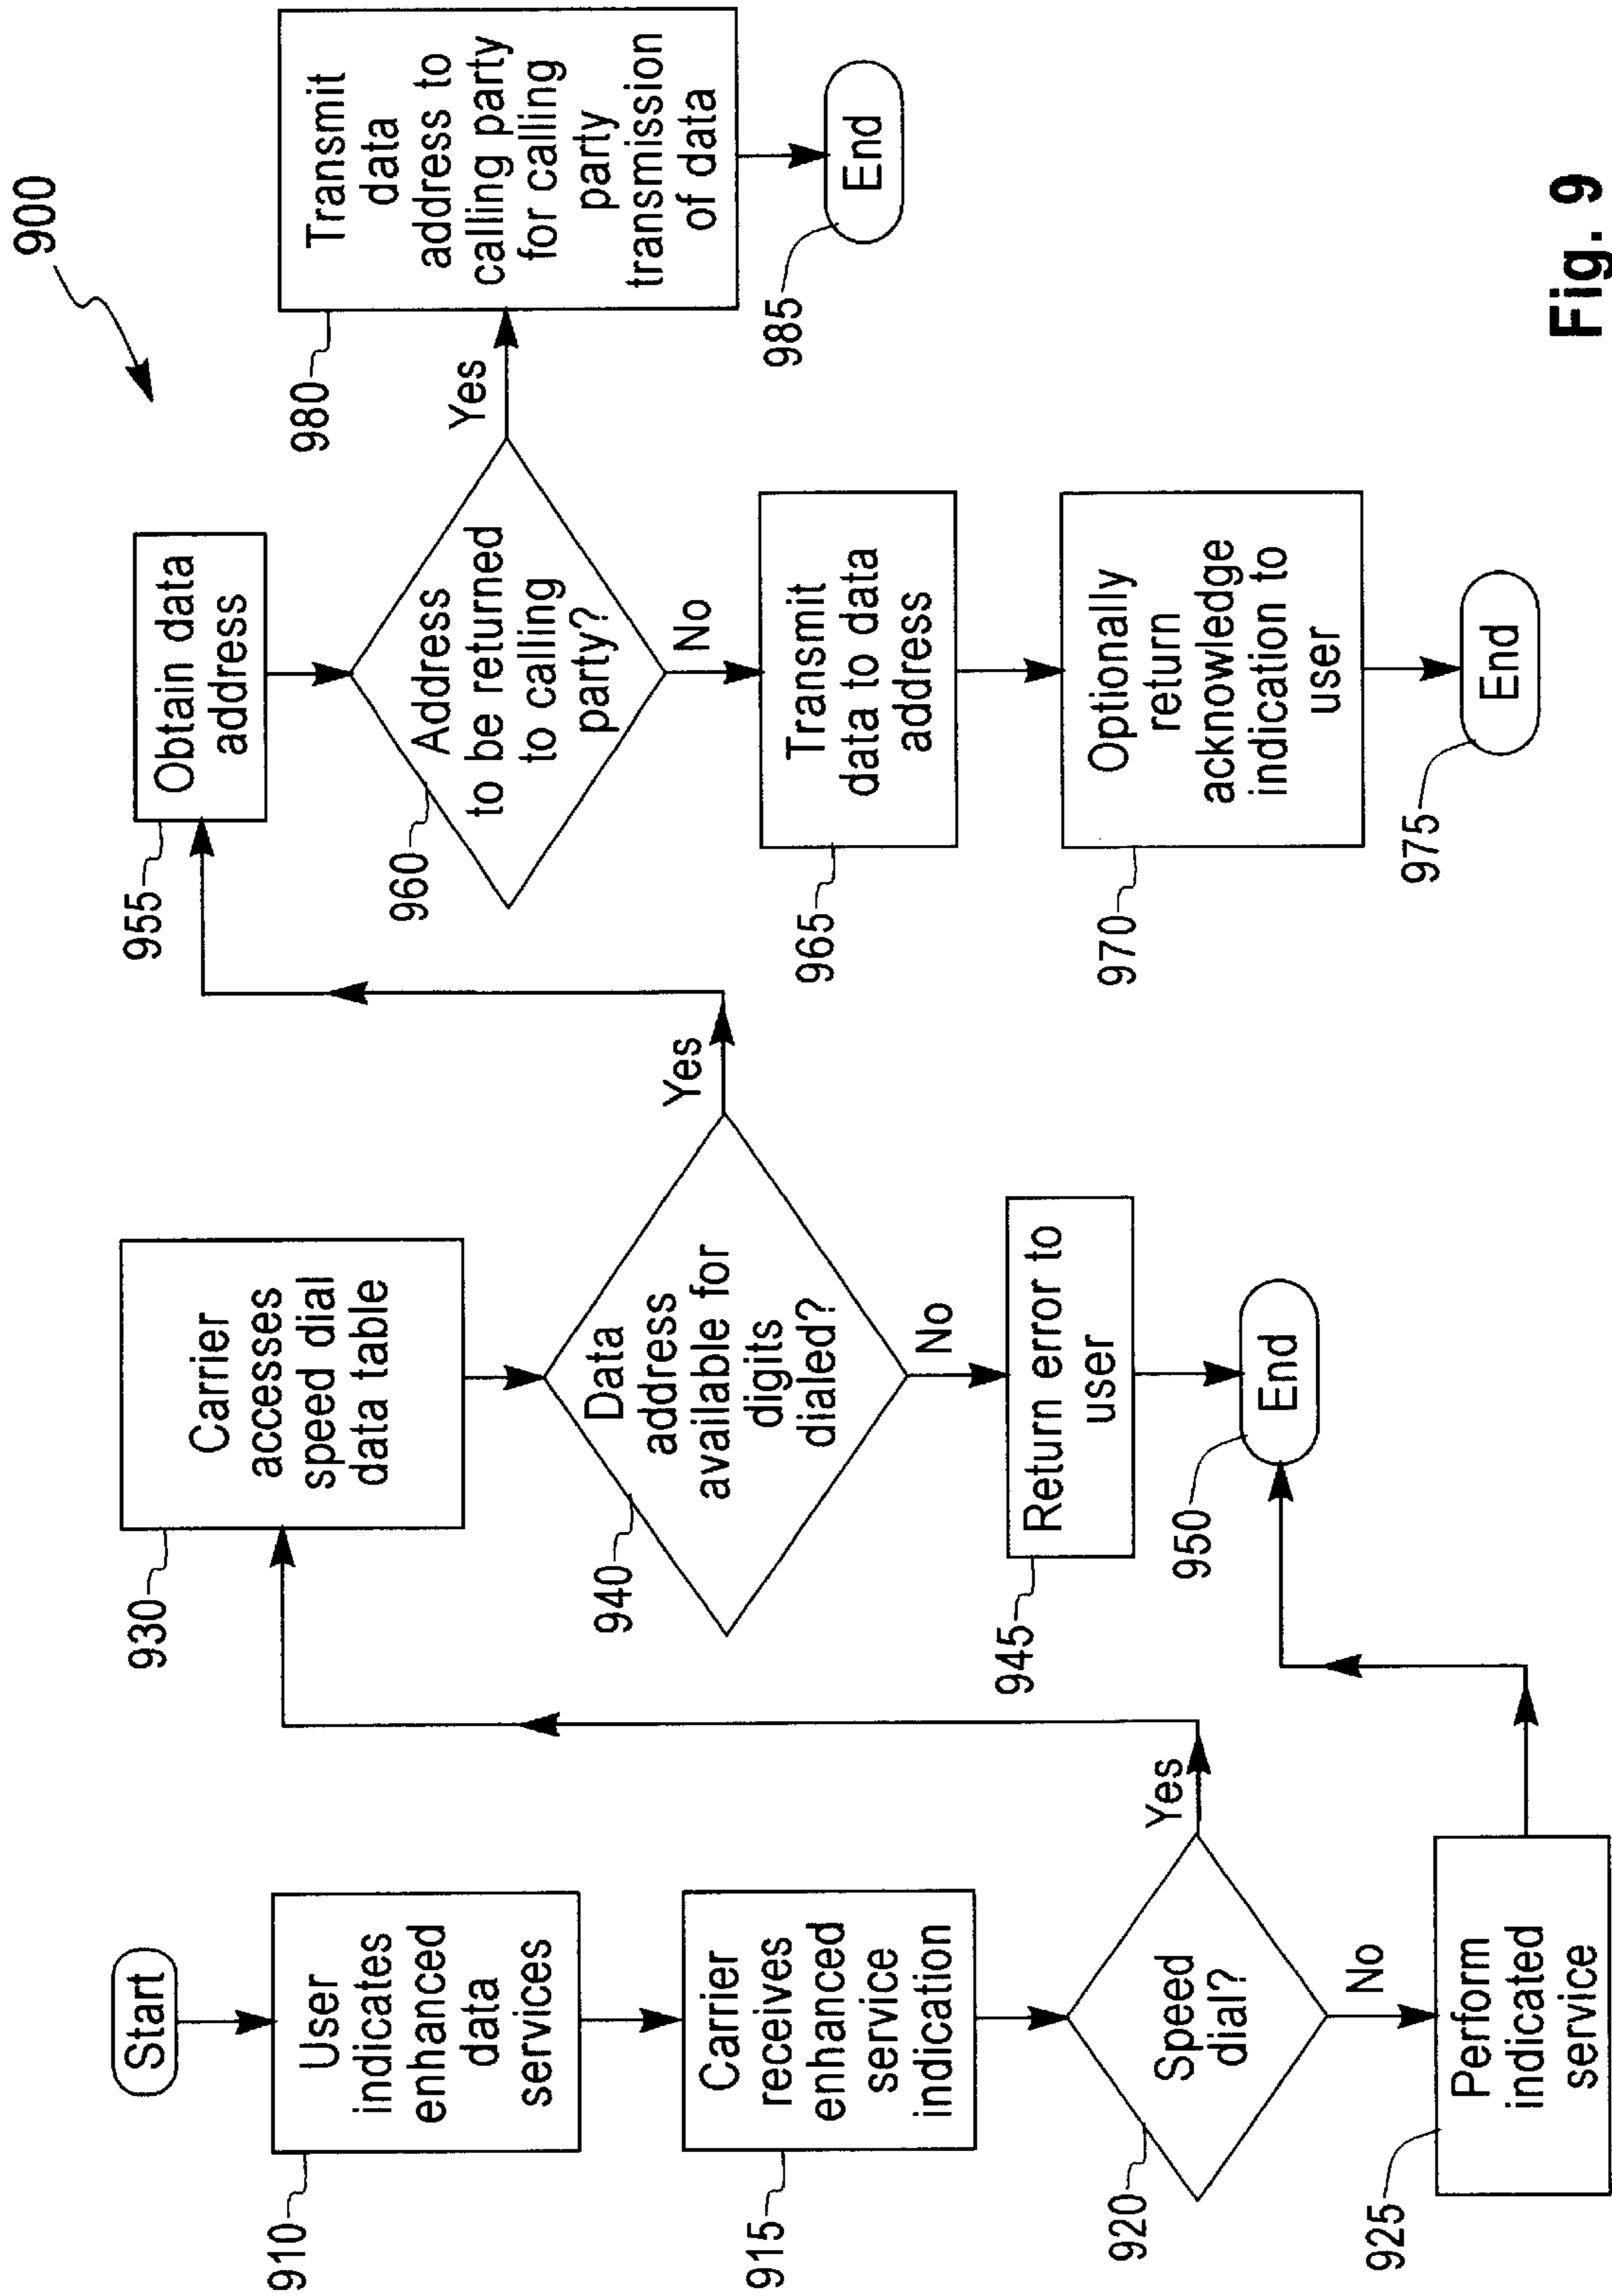 900
Start
910
User
indicates
enhanced
data
services
915
Carrier
receives
enhanced
service
indication
920
Speed
dial?
Yes
No
925
Perform
indicated
service
930
Carrier
accesses
speed dial
data table
940
Data
address
available for
digits
dialed?
Yes
No
945
Return error to
user
950
End
955
Obtain data
address
960
Address
to be returned
to calling
party?
Yes
No
965
Transmit
data to data
address
970
Optionally
return
acknowledge
indication to
user
975
End
980
Transmit
data
address to
calling party
for calling
party
transmission
of data
985
End
Fig. 9